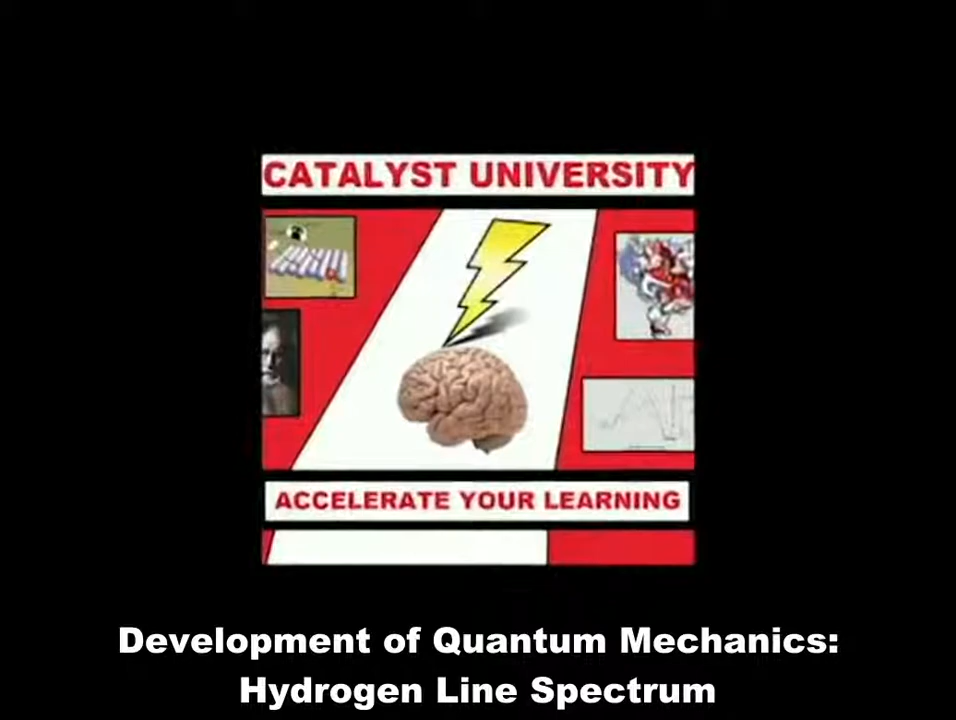 CATALYST UNIVERSITY
ACCELERATE YOUR LEARNING
Development of Quantum Mechanics:
Hydrogen Line Spectrum